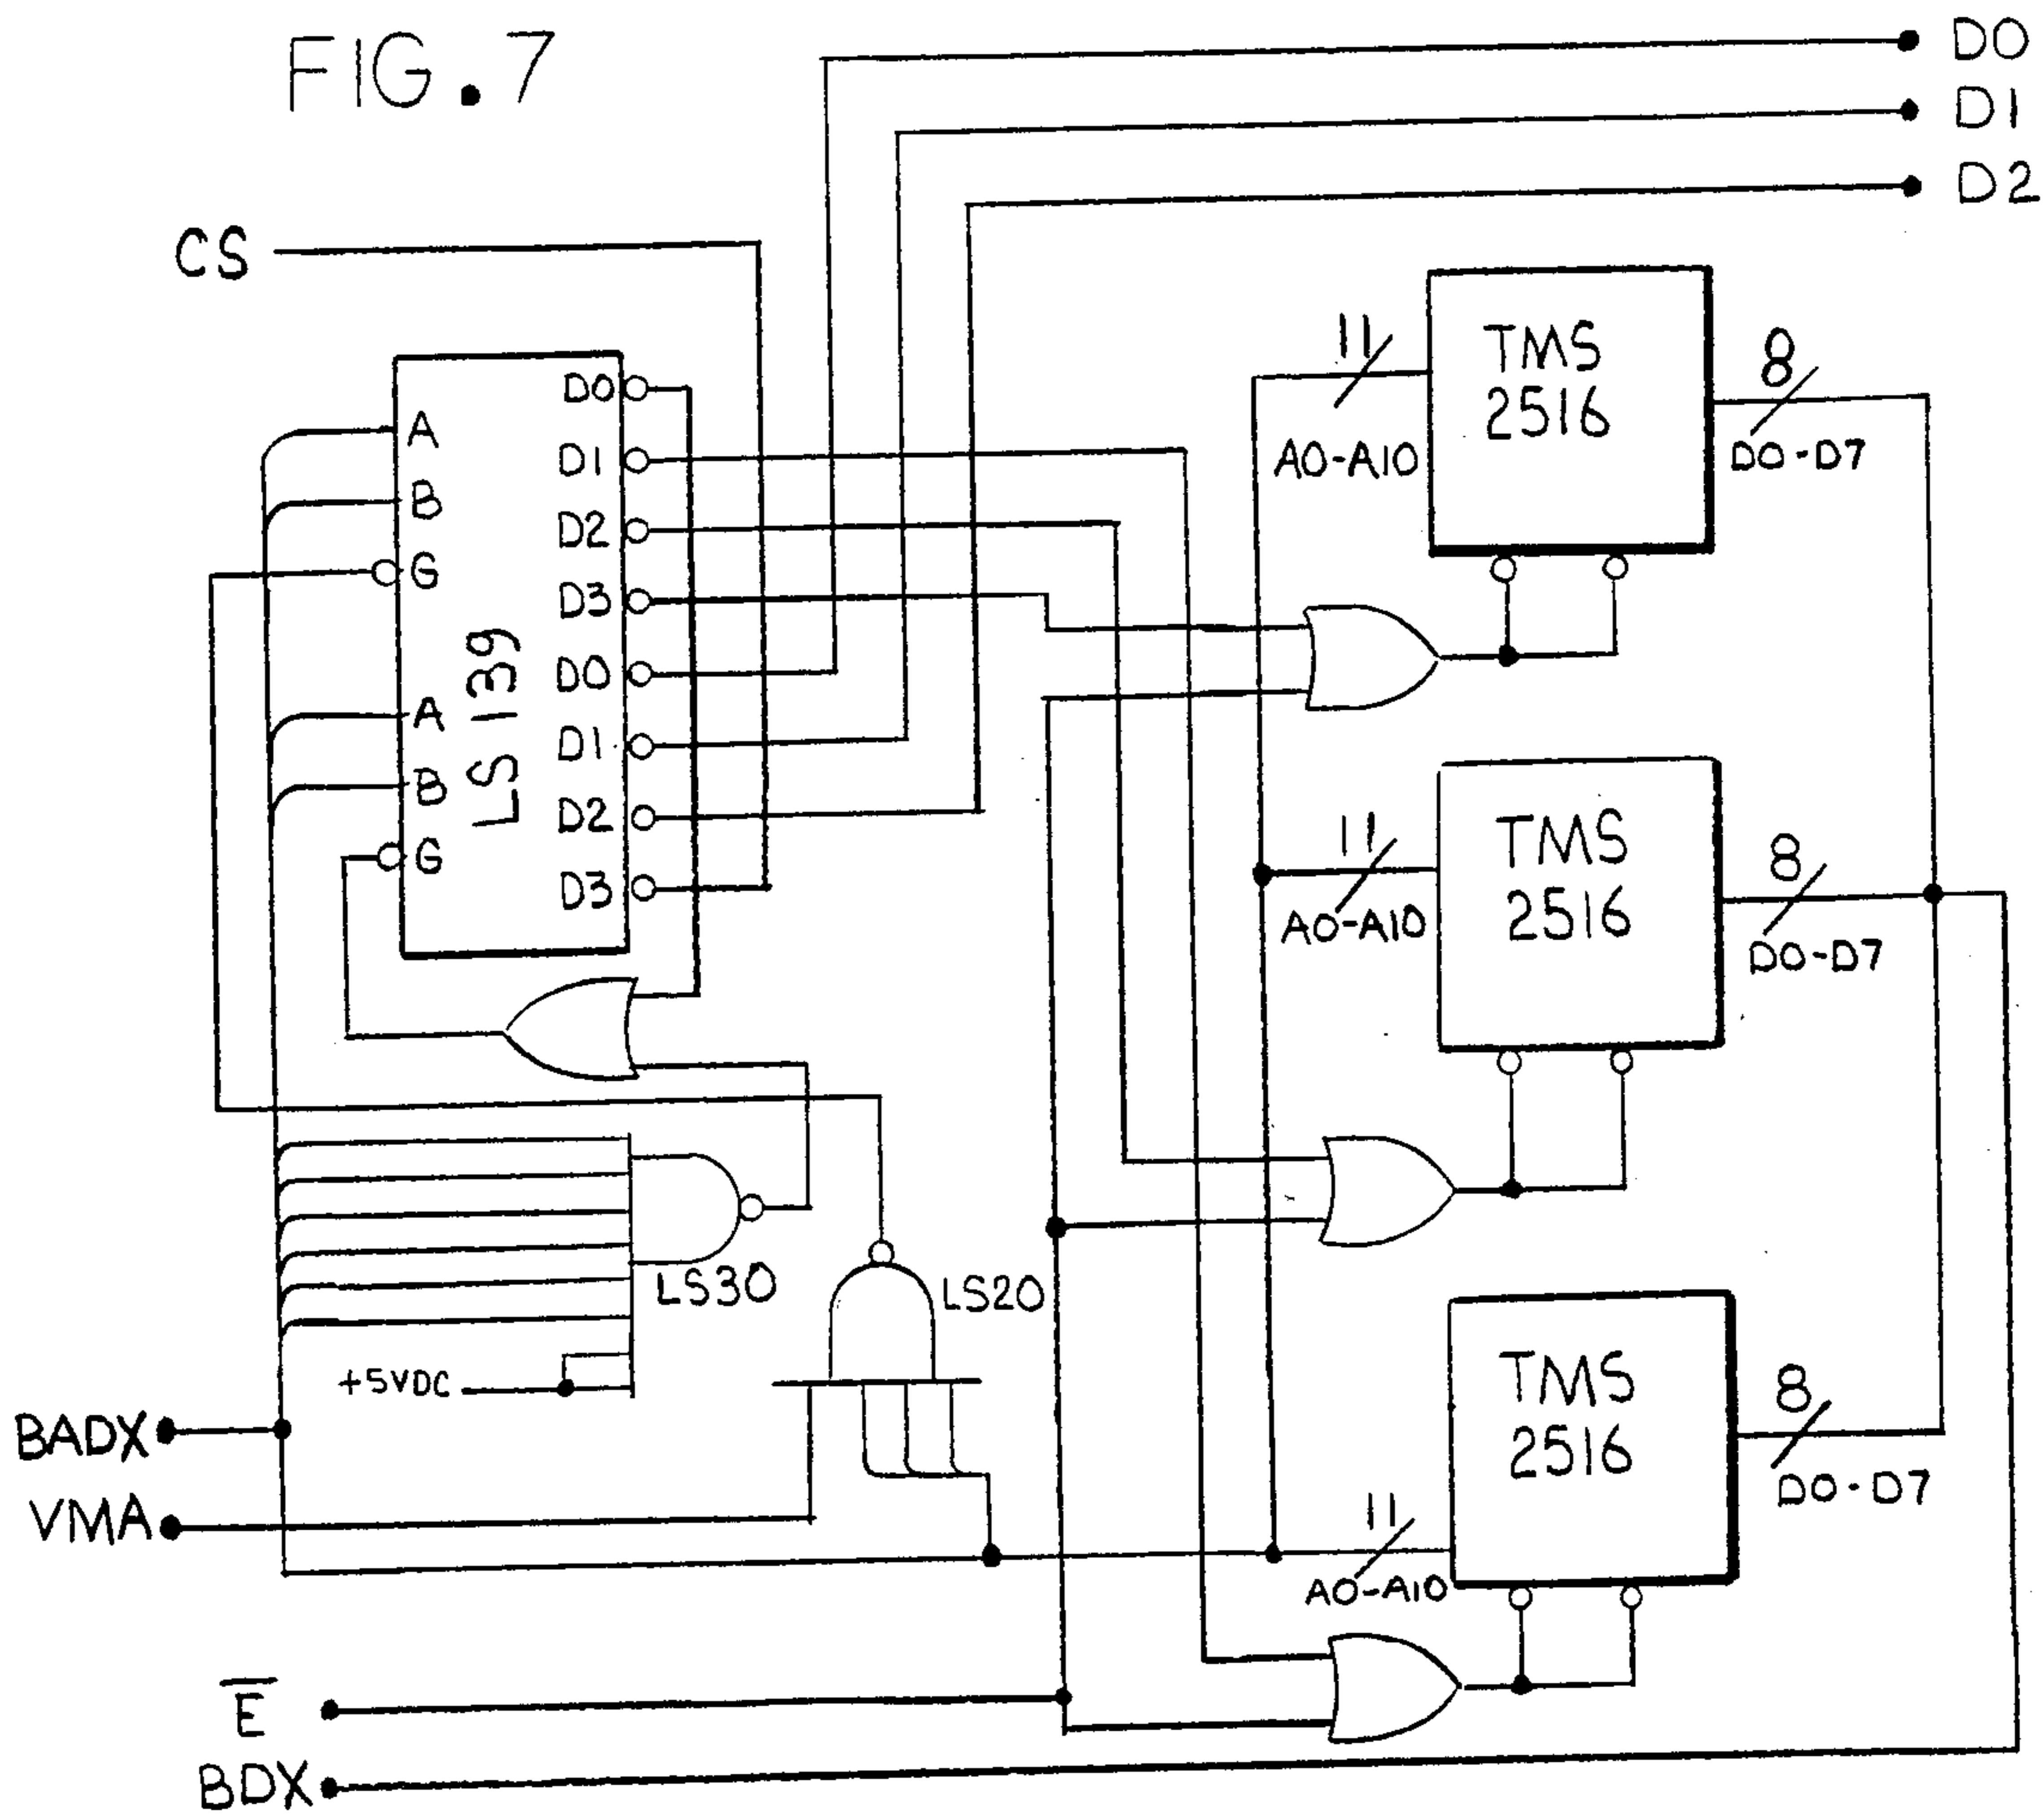 FIG. 7
D0
D1
D2
CS
TMS
2516
11
A0-A10
8
D0-D7
A
B
G
A
B
G
LS 139
D0
D1
D2
D3
D0
D1
D2
D3
TMS
2516
11
A0-A10
8
D0-D7
LS30
LS20
+5VDC
TMS
2516
11
A0-A10
8
D0-D7
BADX
VMA
E̅
BDX